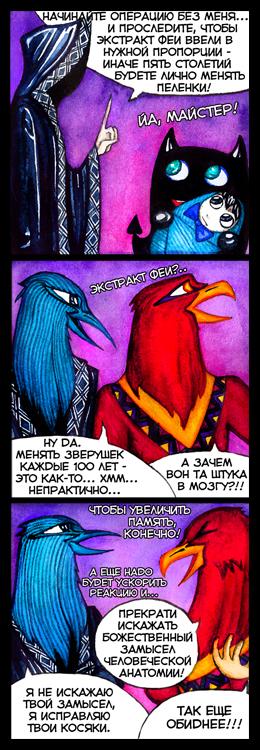 НАЧИНАЙТЕ ОПЕРАЦИЮ БЕЗ МЕНЯ...
И ПРОСЛЕДИТЕ, ЧТОБЫ
ЭКСТРАКТ ФЕИ ВВЕЛИ В
НУЖНОЙ ПРОПОРЦИИ -
ИНАЧЕ ПЯТЬ СТОЛЕТИЙ
БУДЕТЕ ЛИЧНО МЕНЯТЬ
ПЕЛЕНКИ!
ЙА, МАЙСТЕР!
ЭКСТРАКТ ФЕИ?..
НУ ДА.
МЕНЯТЬ ЗВЕРУШЕК
КАЖДЫЕ 100 ЛЕТ -
ЭТО КАК-ТО... ХММ...
НЕПРАКТИЧНО...
А ЗАЧЕМ
ВОН ТА ШТУКА
В МОЗГУ?!!
ЧТОБЫ УВЕЛИЧИТЬ
ПАМЯТЬ,
КОНЕЧНО!
А ЕЩЕ НАДО
БУДЕТ УСКОРИТЬ
РЕАКЦИЮ И...
ПРЕКРАТИ
ИСКАЖАТЬ
БОЖЕСТВЕННЫЙ
ЗАМЫСЕЛ
ЧЕЛОВЕЧЕСКОЙ
АНАТОМИИ!
Я НЕ ИСКАЖАЮ
ТВОЙ ЗАМЫСЕЛ,
Я ИСПРАВЛЯЮ
ТВОИ КОСЯКИ.
ТАК ЕЩЕ
ОБИДНЕЕ!!!